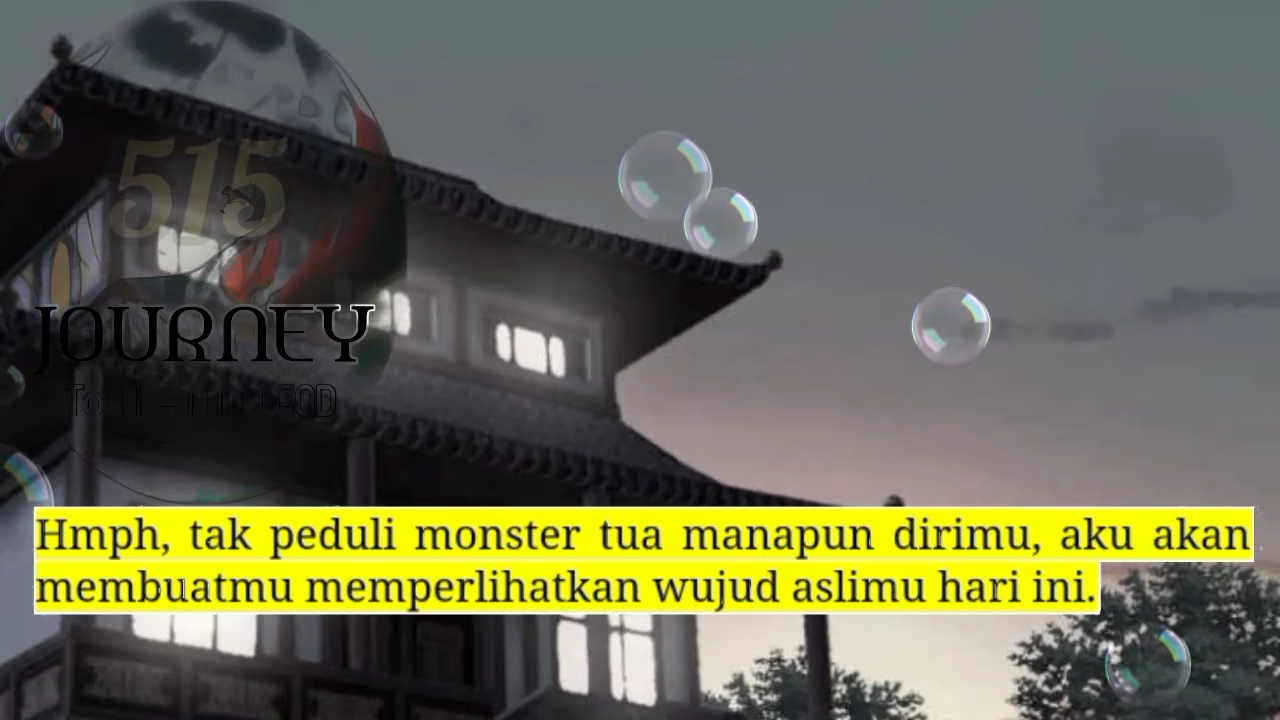 515
JOURNEY
Hmph, tak peduli monster tua manapun dirimu, aku akan
membuatmu memperlihatkan wujud aslimu hari ini.